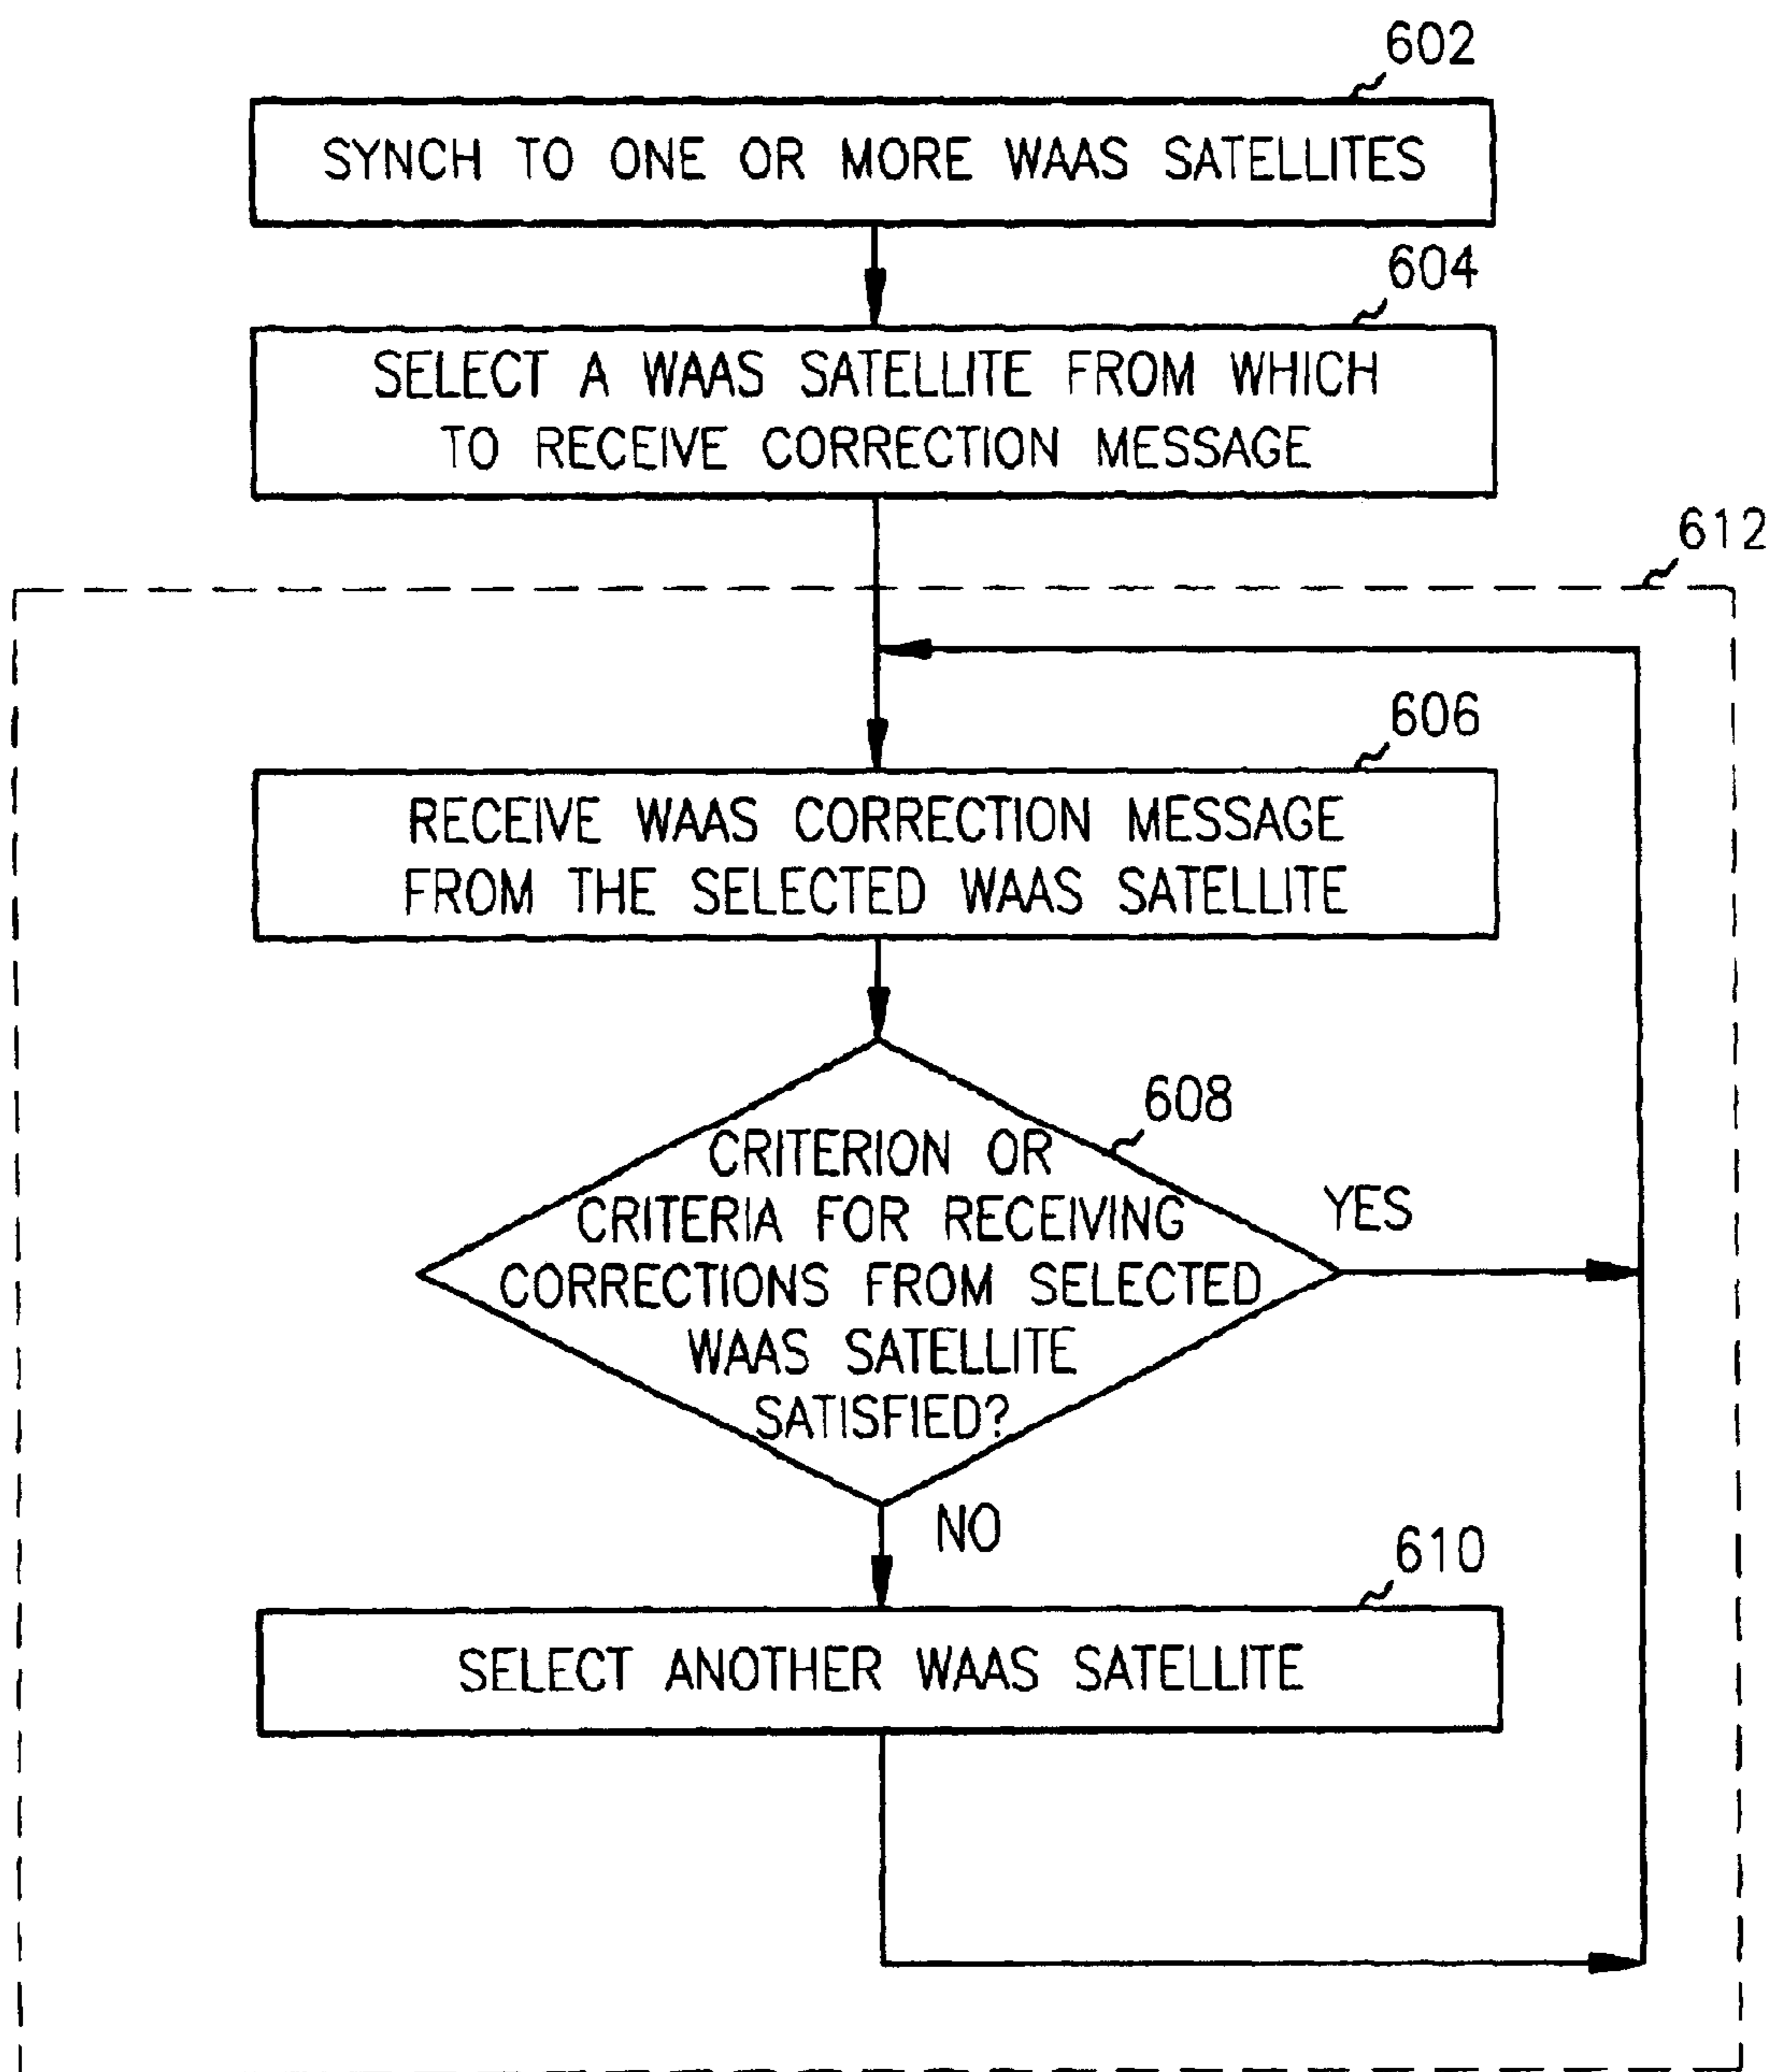 602
SYNCH TO ONE OR MORE WAAS SATELLITES
604
SELECT A WAAS SATELLITE FROM WHICH
TO RECEIVE CORRECTION MESSAGE
612
606
RECEIVE WAAS CORRECTION MESSAGE
FROM THE SELECTED WAAS SATELLITE
608
CRITERION OR
CRITERIA FOR RECEIVING
CORRECTIONS FROM SELECTED
WAAS SATELLITE
SATISFIED?
YES
NO
610
SELECT ANOTHER WAAS SATELLITE